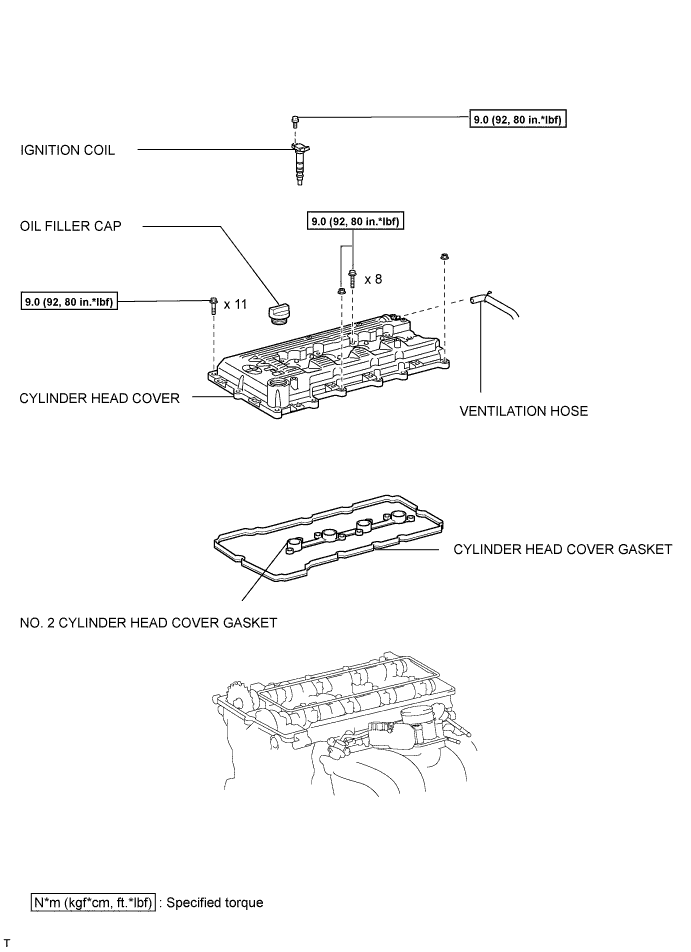 9.0 (92, 80 in.*lbf)
IGNITION COIL
9.0 (92, 80 in.*lbf)
OIL FILLER CAP
x 8
9.0 (92, 80 in.*lbf)
x 11
CYLINDER HEAD COVER
VENTILATION HOSE
CYLINDER HEAD COVER GASKET
NO. 2 CYLINDER HEAD COVER GASKET
N*m (kgf*cm, ft.*lbf) : Specified torque
T